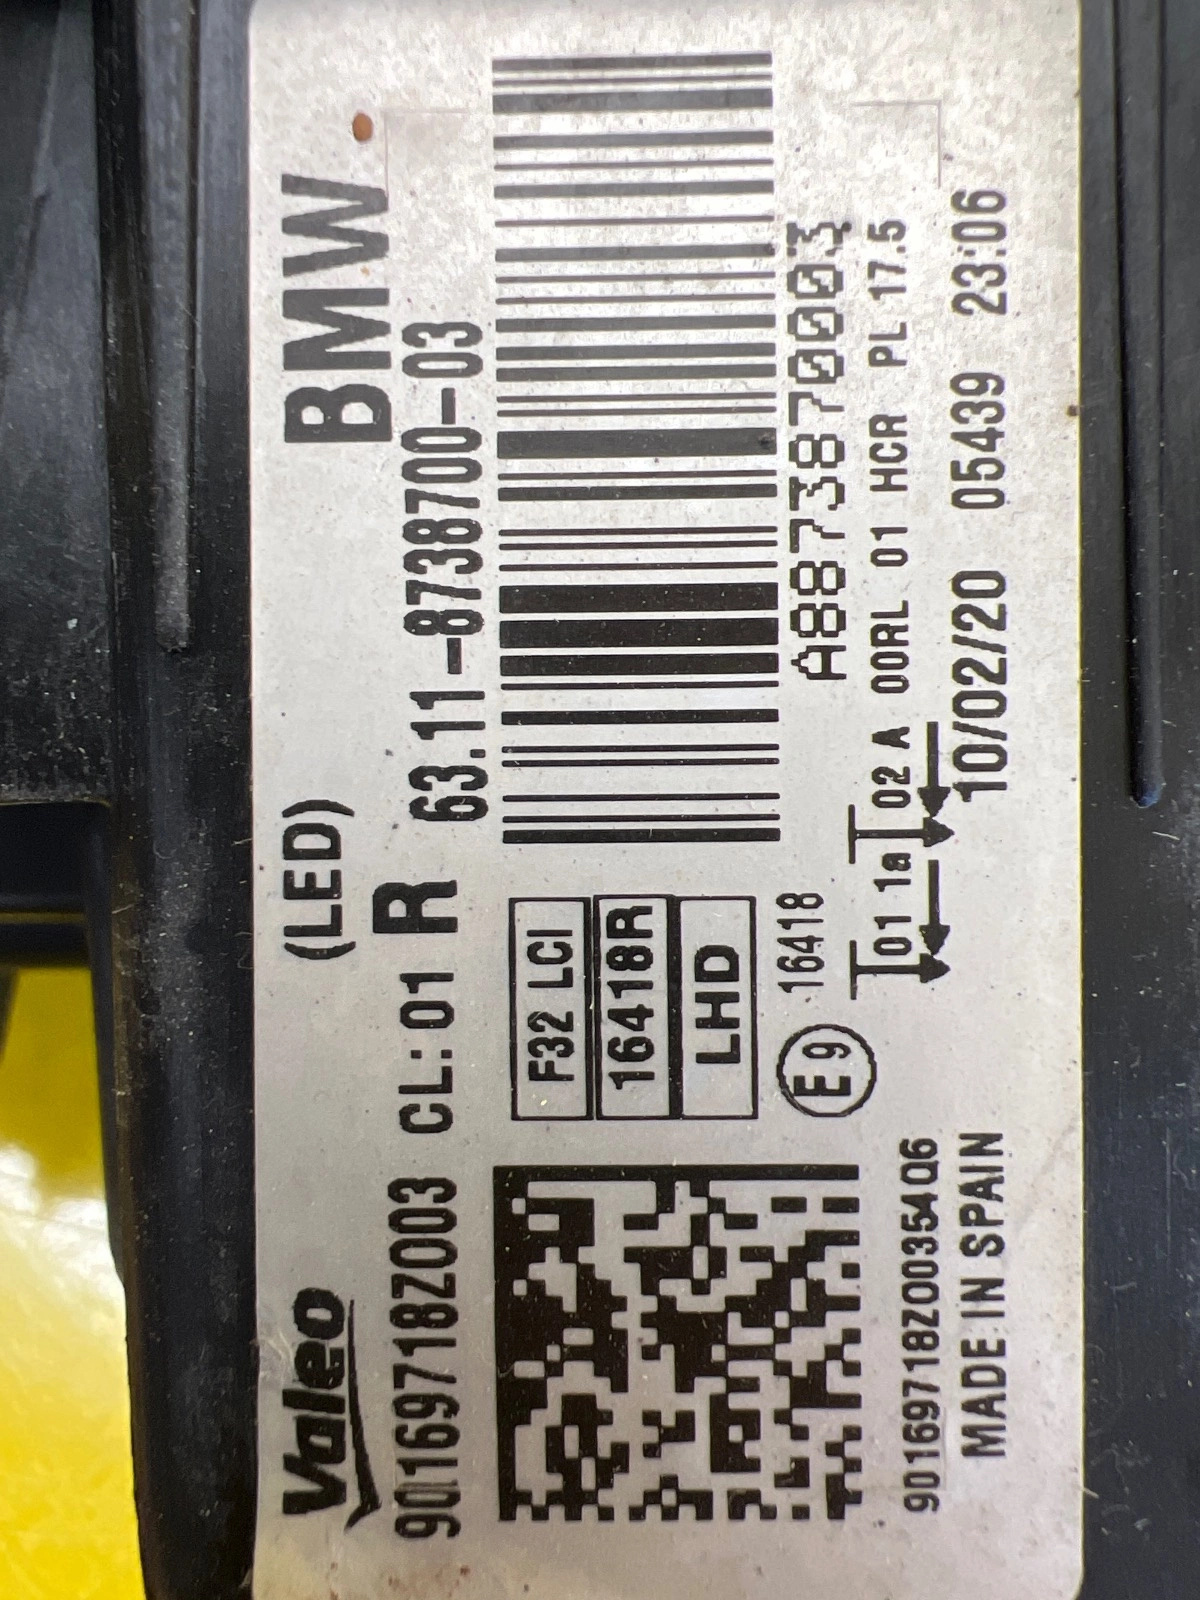 Valeo (LED) BMW
90169718Z003 CL: 01 R 63.11-8738700-03
F32 LCI
16418R
LHD
A88738700003
E9 16418
01 1a 02 A 00RL 01 HCR PL 17.5
90169718Z00354Q6
MADE IN SPAIN 10/02/20 05439 23:06